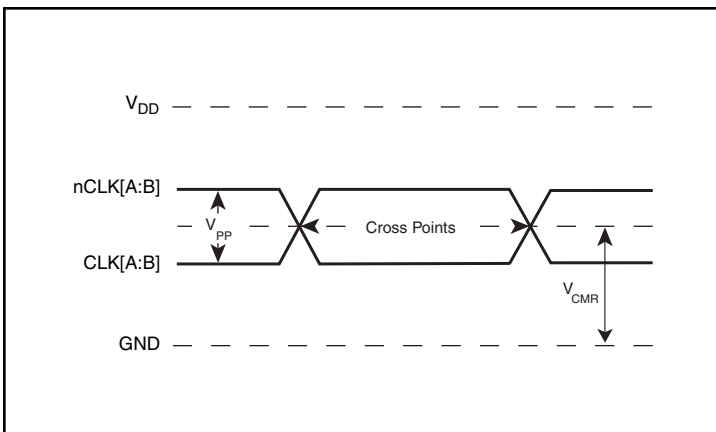 VDD
nCLK[A:B]
VPP
Cross Points
CLK[A:B]
VCMR
GND